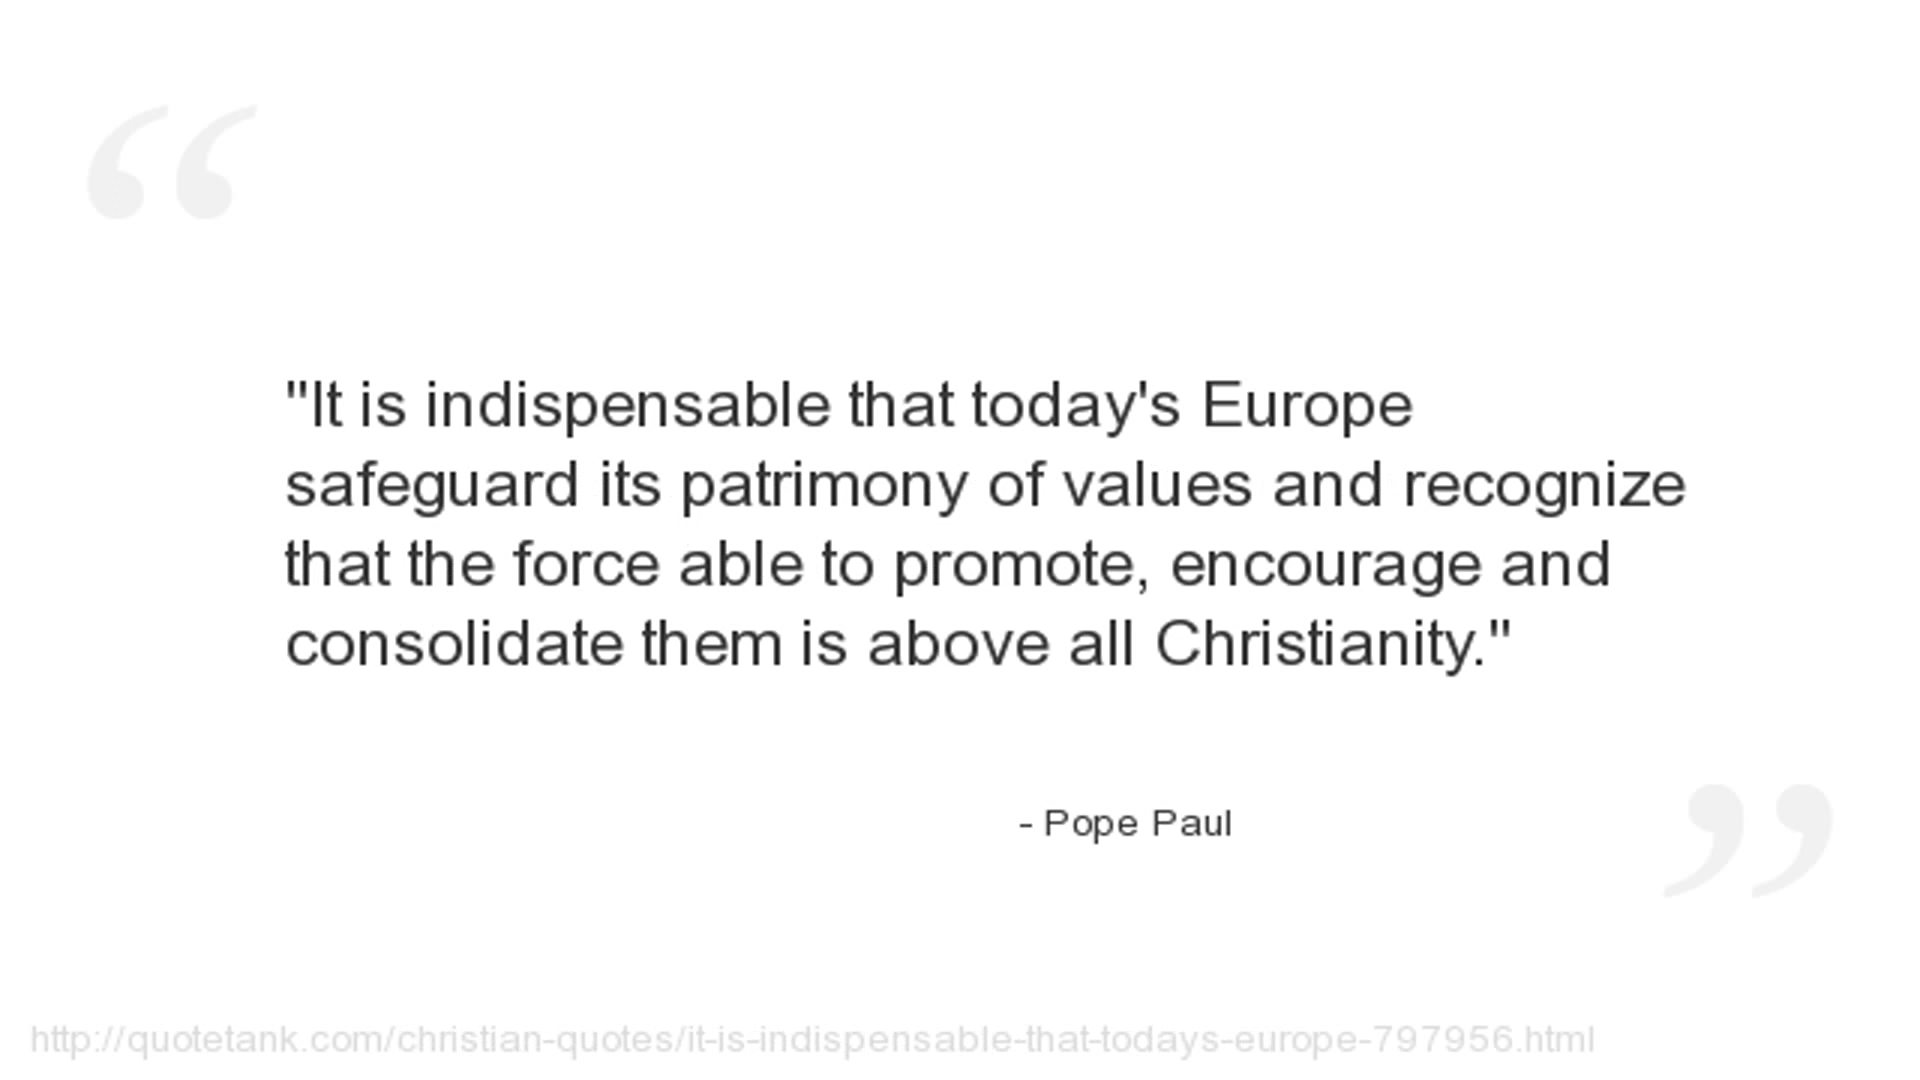 "It is indispensable that today's Europe
safeguard its patrimony of values and recognize
that the force able to promote, encourage and
consolidate them is above all Christianity."
- Pope Paul
http://quotetank.com/christian-quotes/it-is-indispensable-that-todays-europe-797956.html